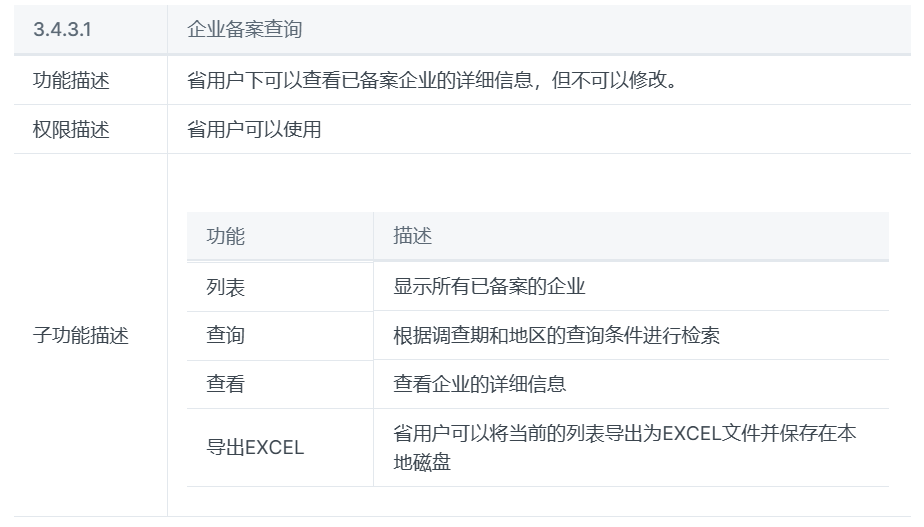 3.4.3.1 企业备案查询
功能描述 省用户下可以查看已备案企业的详细信息，但不可以修改。
权限描述 省用户可以使用
子功能描述
功能 描述
列表 显示所有已备案的企业
查询 根据调查期和地区的查询条件进行检索
查看 查看企业的详细信息
导出EXCEL 省用户可以将当前的列表导出为EXCEL文件并保存在本
地磁盘